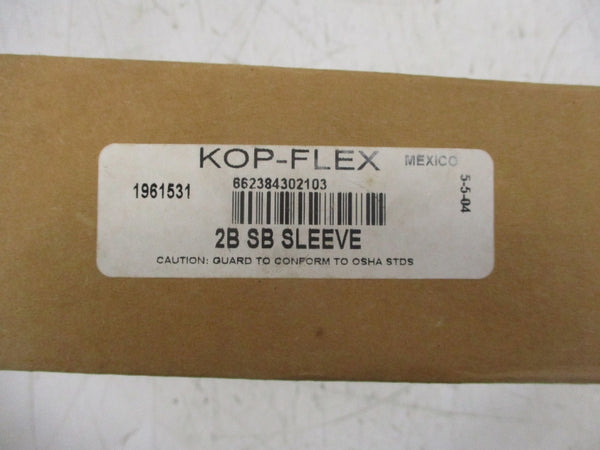 KOP-FLEX MEXICO
1961531
662384302103
5-5-04
2B SB SLEEVE
CAUTION: GUARD TO CONFORM TO OSHA STDS